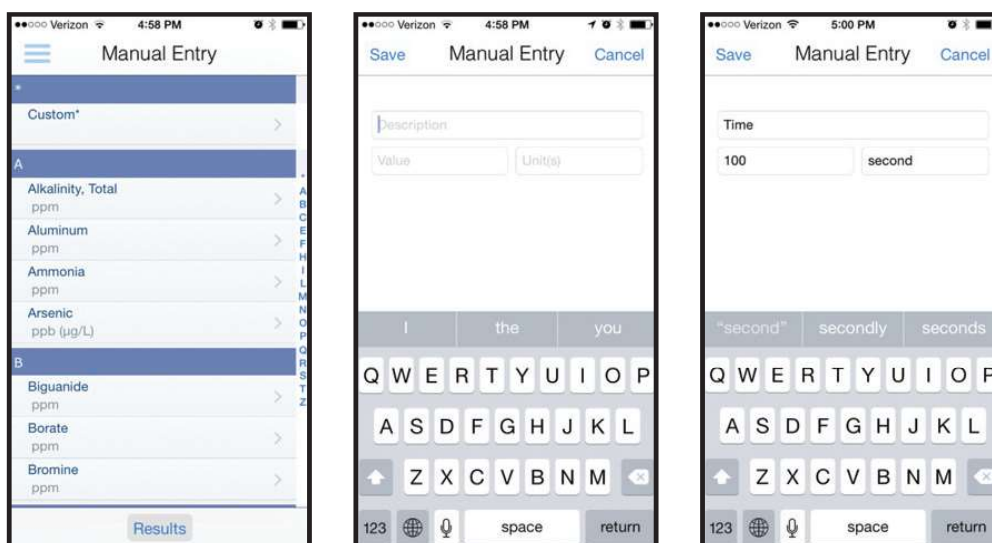 Verizon 4:58 PM
Manual Entry
*
Custom*
A
Alkalinity, Total
ppm
Aluminum
ppm
Ammonia
ppm
Arsenic
ppb (µg/L)
B
Biguanide
ppm
Borate
ppm
Bromine
ppm
*
A
B
C
E
F
H
I
L
M
N
O
P
Q
R
S
T
Z
Results
Verizon 4:58 PM
Save Manual Entry Cancel
Description
Value Unit(s)
I the you
Q W E R T Y U I O P
A S D F G H J K L
Z X C V B N M
123 space return
Verizon 5:00 PM
Save Manual Entry Cancel
Time
100 second
"second" secondly seconds
Q W E R T Y U I O P
A S D F G H J K L
Z X C V B N M
123 space return